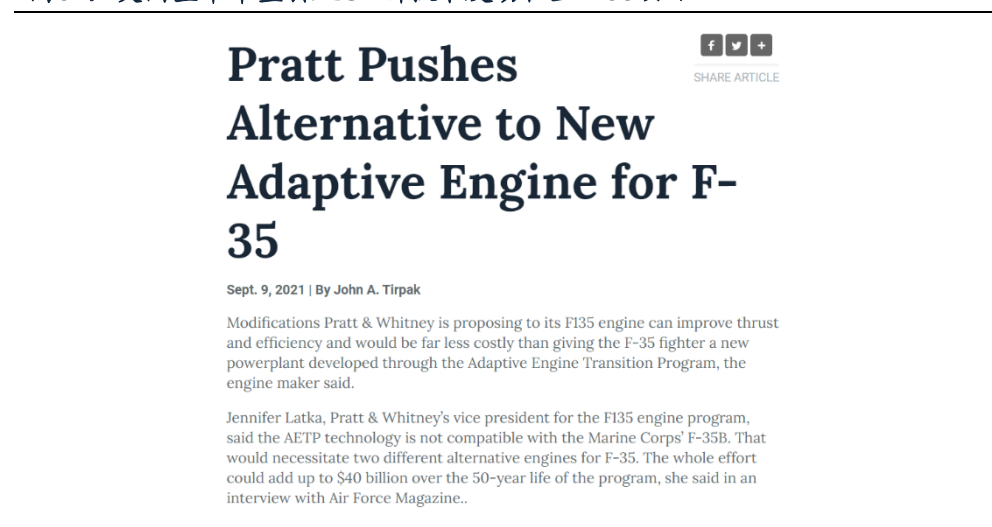 Pratt Pushes
Alternative to New
Adaptive Engine for F-
35
SHARE ARTICLE
Sept. 9, 2021 | By John A. Tirpak
Modifications Pratt & Whitney is proposing to its F135 engine can improve thrust
and efficiency and would be far less costly than giving the F-35 fighter a new
powerplant developed through the Adaptive Engine Transition Program, the
engine maker said.
Jennifer Latka, Pratt & Whitney’s vice president for the F135 engine program,
said the AETP technology is not compatible with the Marine Corps’ F-35B. That
would necessitate two different alternative engines for F-35. The whole effort
could add up to $40 billion over the 50-year life of the program, she said in an
interview with Air Force Magazine..